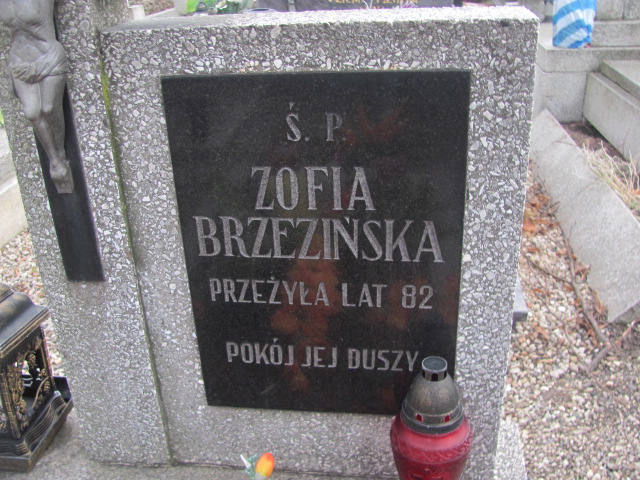 Ś. P.
ZOFIA
BRZEZIŃSKA
PRZEŻYŁA LAT 82
POKÓJ JEJ DUSZY